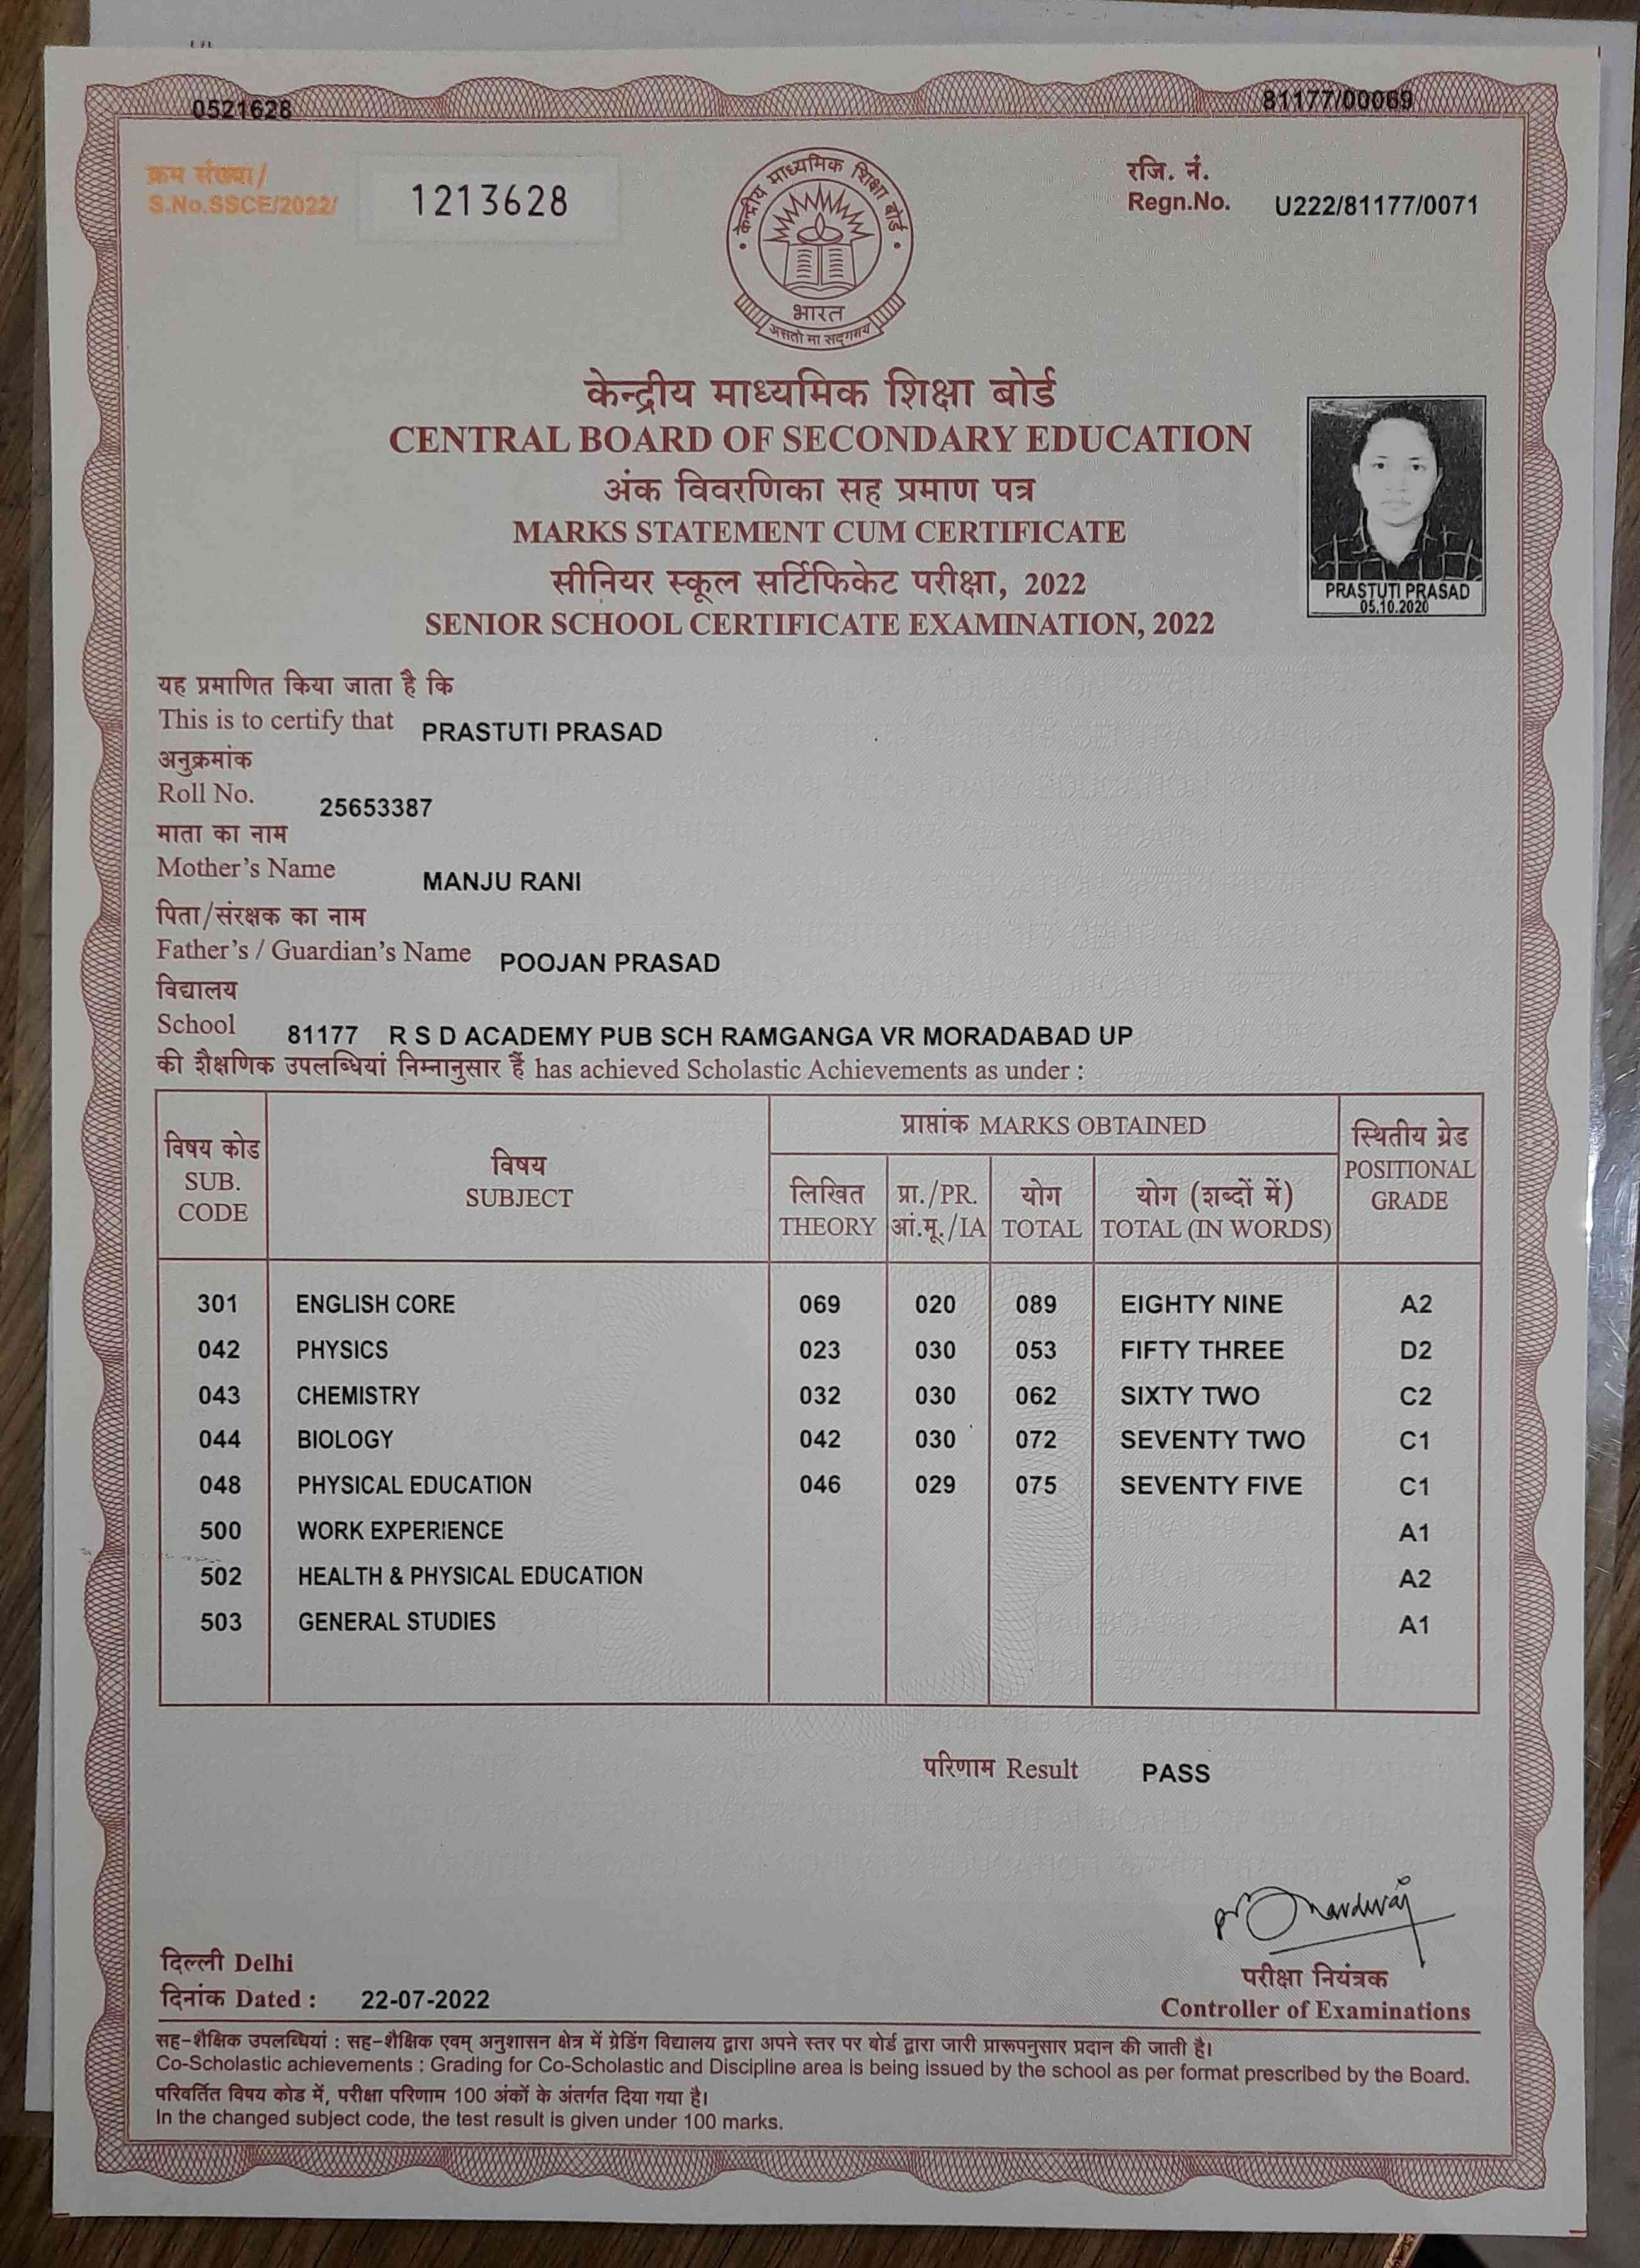 0521628
81177/00069
क्रम संख्या/
S.No.SSCE/2022/
1213628
रजि. नं.
Regn.No. U222/81177/0071
केन्द्रीय माध्यमिक शिक्षा बोर्ड
भारत
असतो मा सद्गमय
केन्द्रीय माध्यमिक शिक्षा बोर्ड
CENTRAL BOARD OF SECONDARY EDUCATION
अंक विवरणिका सह प्रमाण पत्र
MARKS STATEMENT CUM CERTIFICATE
सीनियर स्कूल सर्टिफिकेट परीक्षा, 2022
SENIOR SCHOOL CERTIFICATE EXAMINATION, 2022
PRASTUTI PRASAD
05.10.2020
यह प्रमाणित किया जाता है कि
This is to certify that PRASTUTI PRASAD
अनुक्रमांक
Roll No. 25653387
माता का नाम
Mother's Name MANJU RANI
पिता/संरक्षक का नाम
Father's / Guardian's Name POOJAN PRASAD
विद्यालय
School 81177 R S D ACADEMY PUB SCH RAMGANGA VR MORADABAD UP
की शैक्षणिक उपलब्धियां निम्नानुसार हैं has achieved Scholastic Achievements as under :
विषय कोड
SUB.
CODE
विषय
SUBJECT
प्राप्तांक MARKS OBTAINED
लिखित
THEORY
प्रा./PR.
आं.मू./IA
योग
TOTAL
योग (शब्दों में)
TOTAL (IN WORDS)
स्थितीय ग्रेड
POSITIONAL
GRADE
301 ENGLISH CORE 069 020 089 EIGHTY NINE A2
042 PHYSICS 023 030 053 FIFTY THREE D2
043 CHEMISTRY 032 030 062 SIXTY TWO C2
044 BIOLOGY 042 030 072 SEVENTY TWO C1
048 PHYSICAL EDUCATION 046 029 075 SEVENTY FIVE C1
500 WORK EXPERIENCE A1
502 HEALTH & PHYSICAL EDUCATION A2
503 GENERAL STUDIES A1
परिणाम Result PASS
दिल्ली Delhi
दिनांक Dated : 22-07-2022
परीक्षा नियंत्रक
Controller of Examinations
सह-शैक्षिक उपलब्धियां : सह-शैक्षिक एवम् अनुशासन क्षेत्र में ग्रेडिंग विद्यालय द्वारा अपने स्तर पर बोर्ड द्वारा जारी प्रारूपनुसार प्रदान की जाती है।
Co-Scholastic achievements : Grading for Co-Scholastic and Discipline area is being issued by the school as per format prescribed by the Board.
परिवर्तित विषय कोड में, परीक्षा परिणाम 100 अंकों के अंतर्गत दिया गया है।
In the changed subject code, the test result is given under 100 marks.